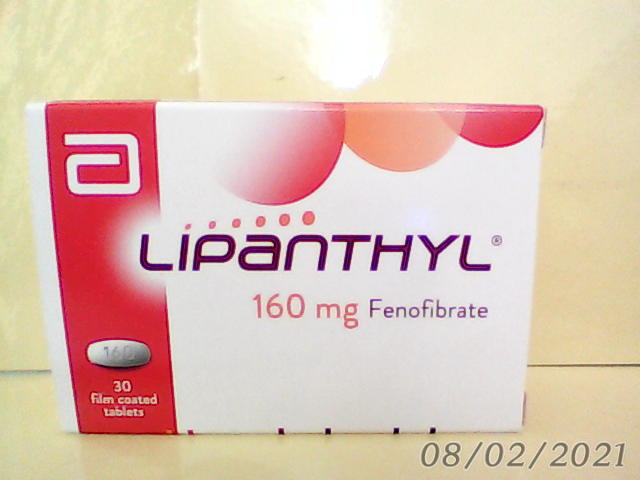 LIPANTHYL®
160 mg Fenofibrate
160
30
film coated
tablets
08/02/2021